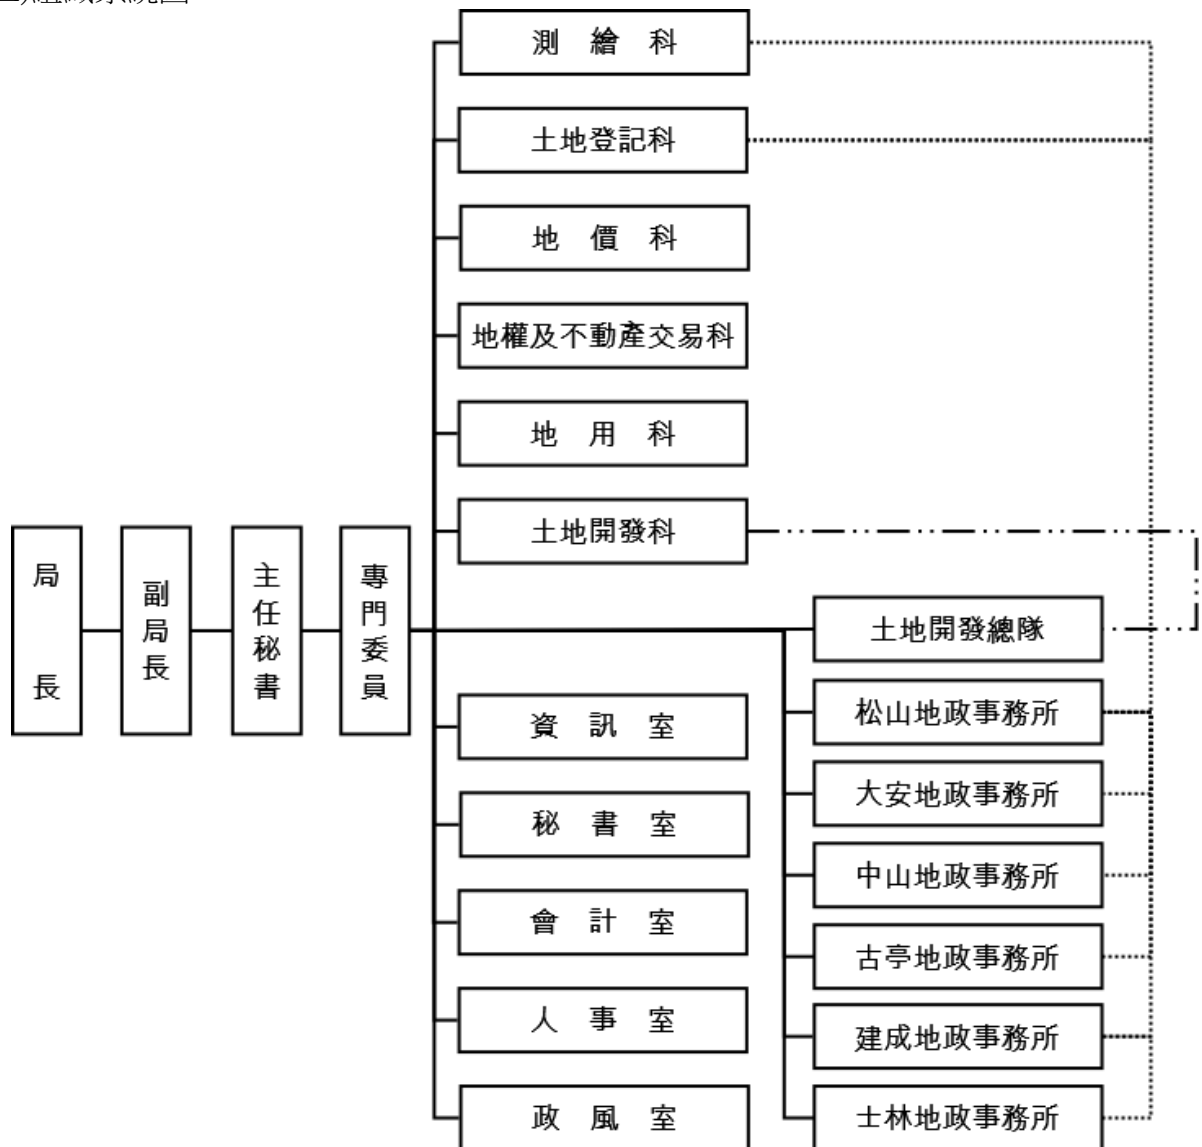 組織系統圖
測繪科
土地登記科
地價科
地權及不動產交易科
地用科
土地開發科
局長
副局長
主任秘書
專門委員
土地開發總隊
松山地政事務所
資訊室
大安地政事務所
秘書室
中山地政事務所
會計室
古亭地政事務所
人事室
建成地政事務所
政風室
士林地政事務所